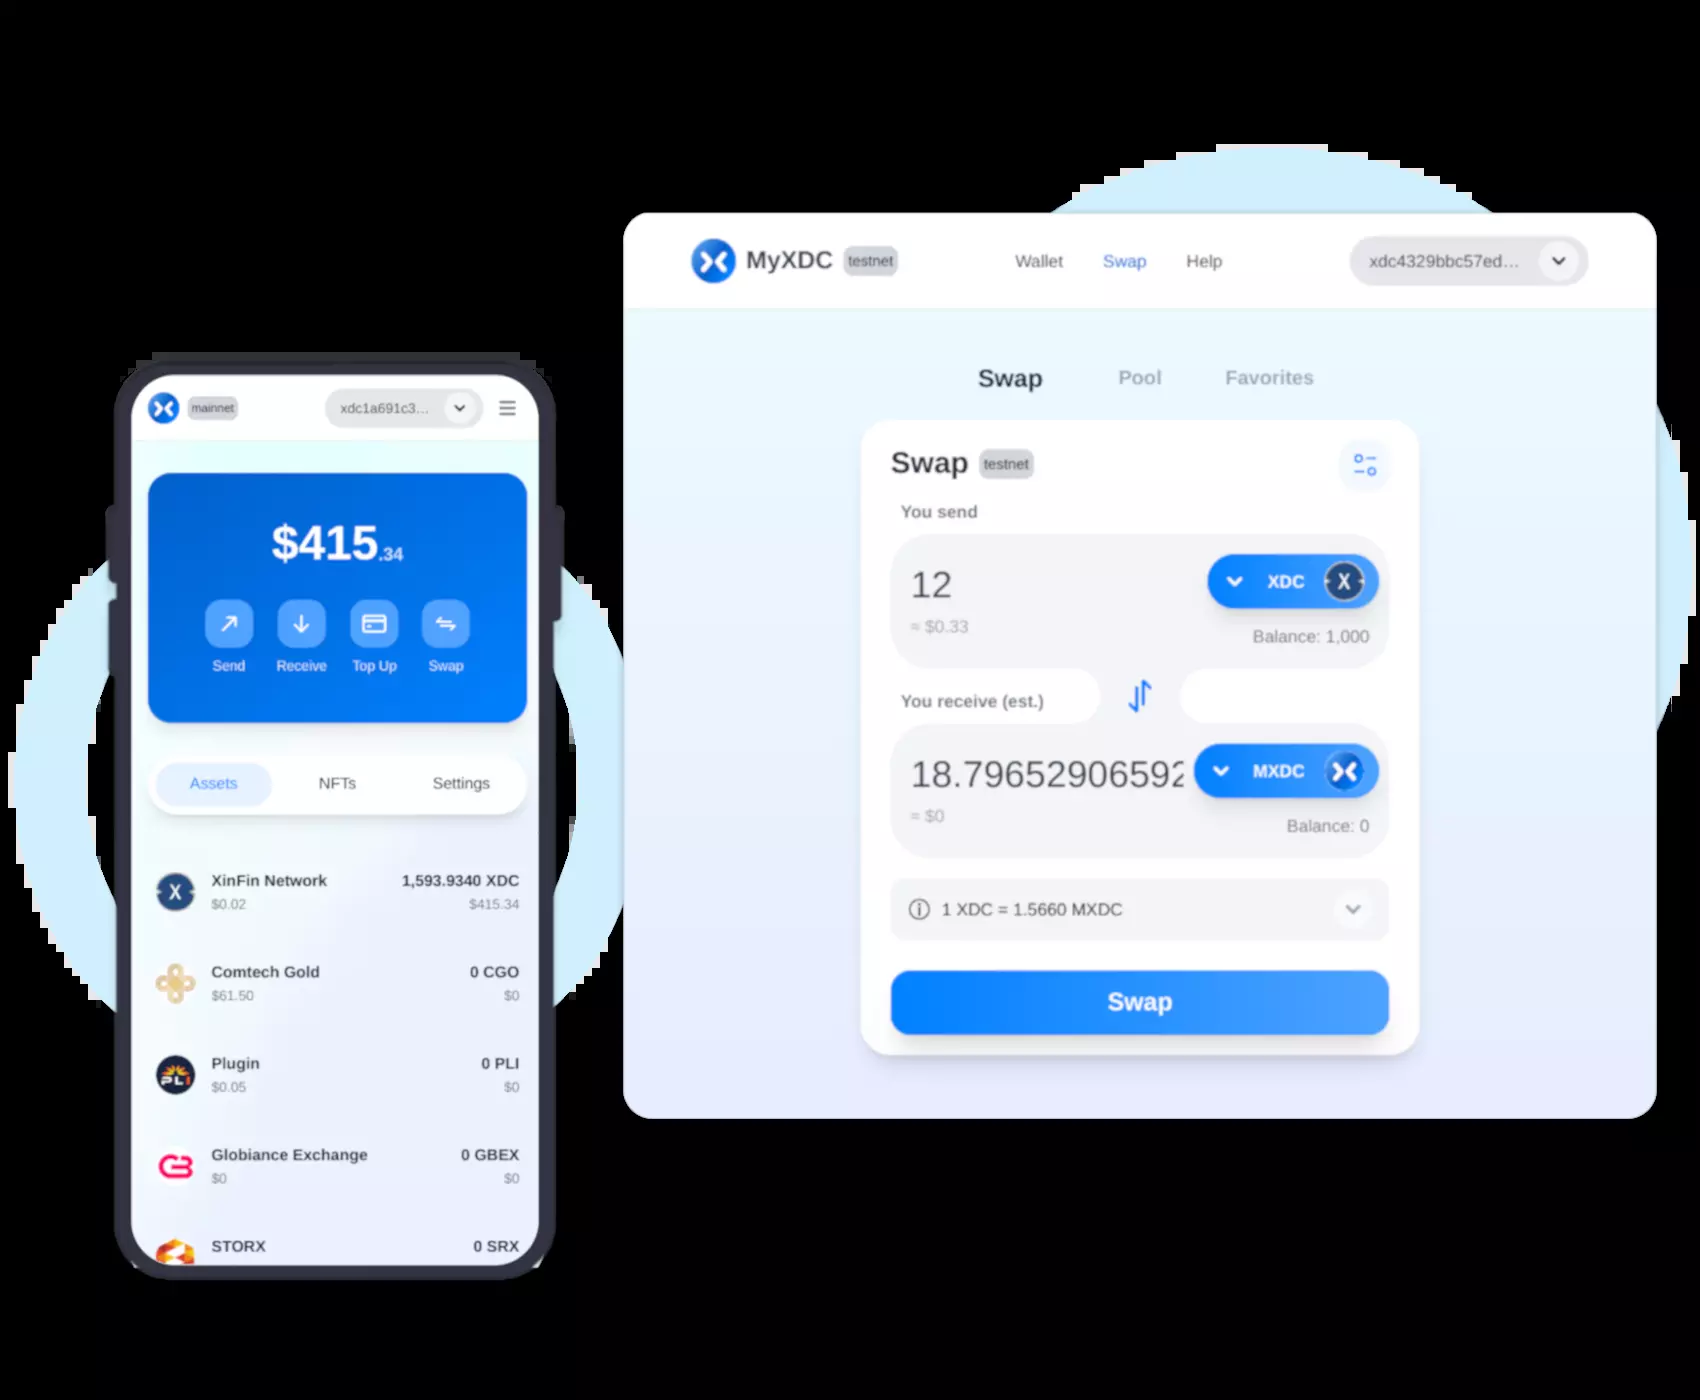 mainnet
xdc1a691c3...
$415.34
Send Receive Top Up Swap
Assets NFTs Settings
XinFin Network 1,593.9340 XDC
$0.02 $415.34
Comtech Gold 0 CGO
$61.50 $0
Plugin 0 PLI
$0.05 $0
Globiance Exchange 0 GBEX
$0 $0
STORX 0 SRX
PLI
MyXDC testnet
Wallet Swap Help
xdc4329bbc57ed...
Swap Pool Favorites
Swap testnet
You send
12 XDC X
≈ $0.33
Balance: 1,000
You receive (est.)
18.79652906592 MXDC
≈ $0
Balance: 0
1 XDC = 1.5660 MXDC
Swap